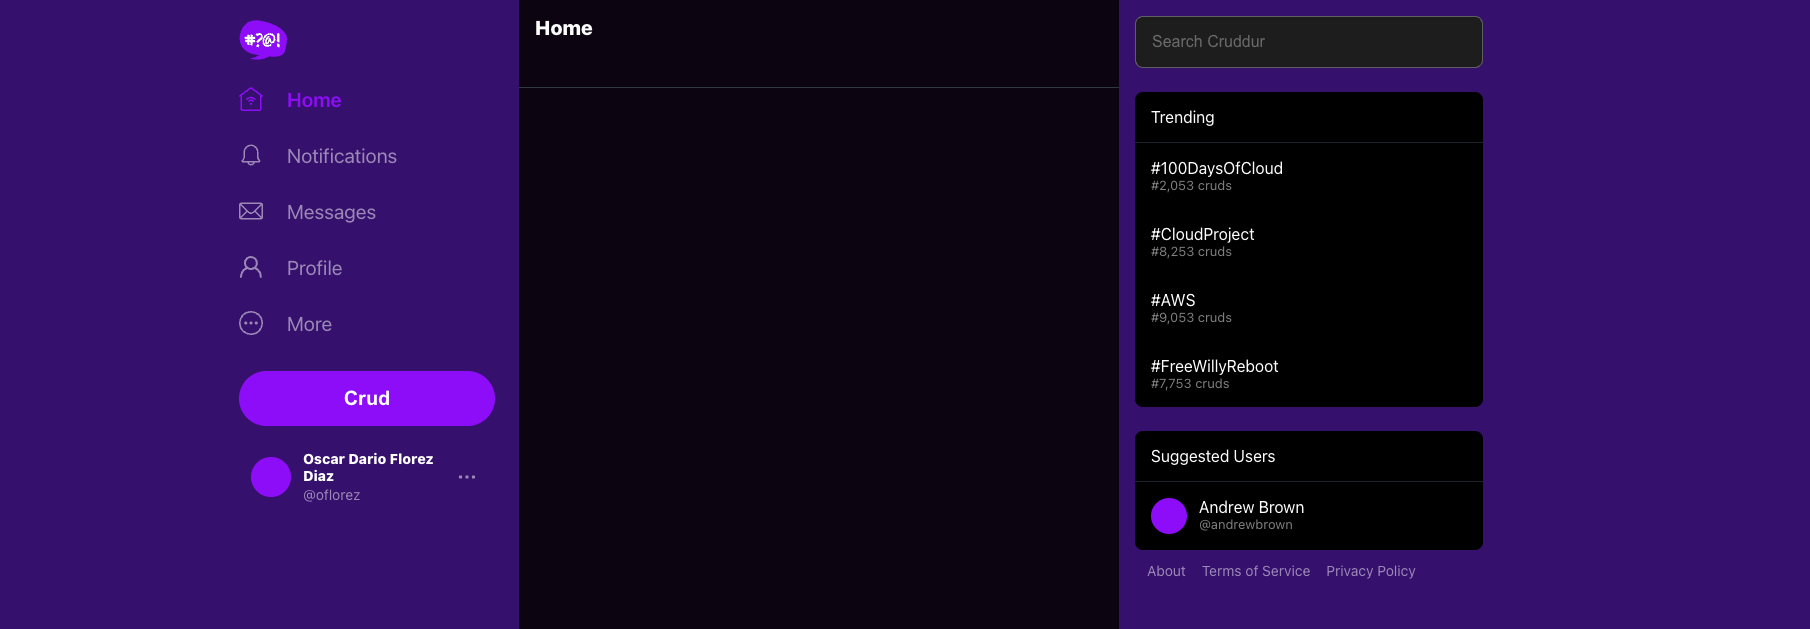 #?@!
Home
Notifications
Messages
Profile
More
Crud
Oscar Dario Florez
Diaz
@oflorez
Home
Search Cruddur
Trending
#100DaysOfCloud
#2,053 cruds
#CloudProject
#8,253 cruds
#AWS
#9,053 cruds
#FreeWillyReboot
#7,753 cruds
Suggested Users
Andrew Brown
@andrewbrown
About Terms of Service Privacy Policy